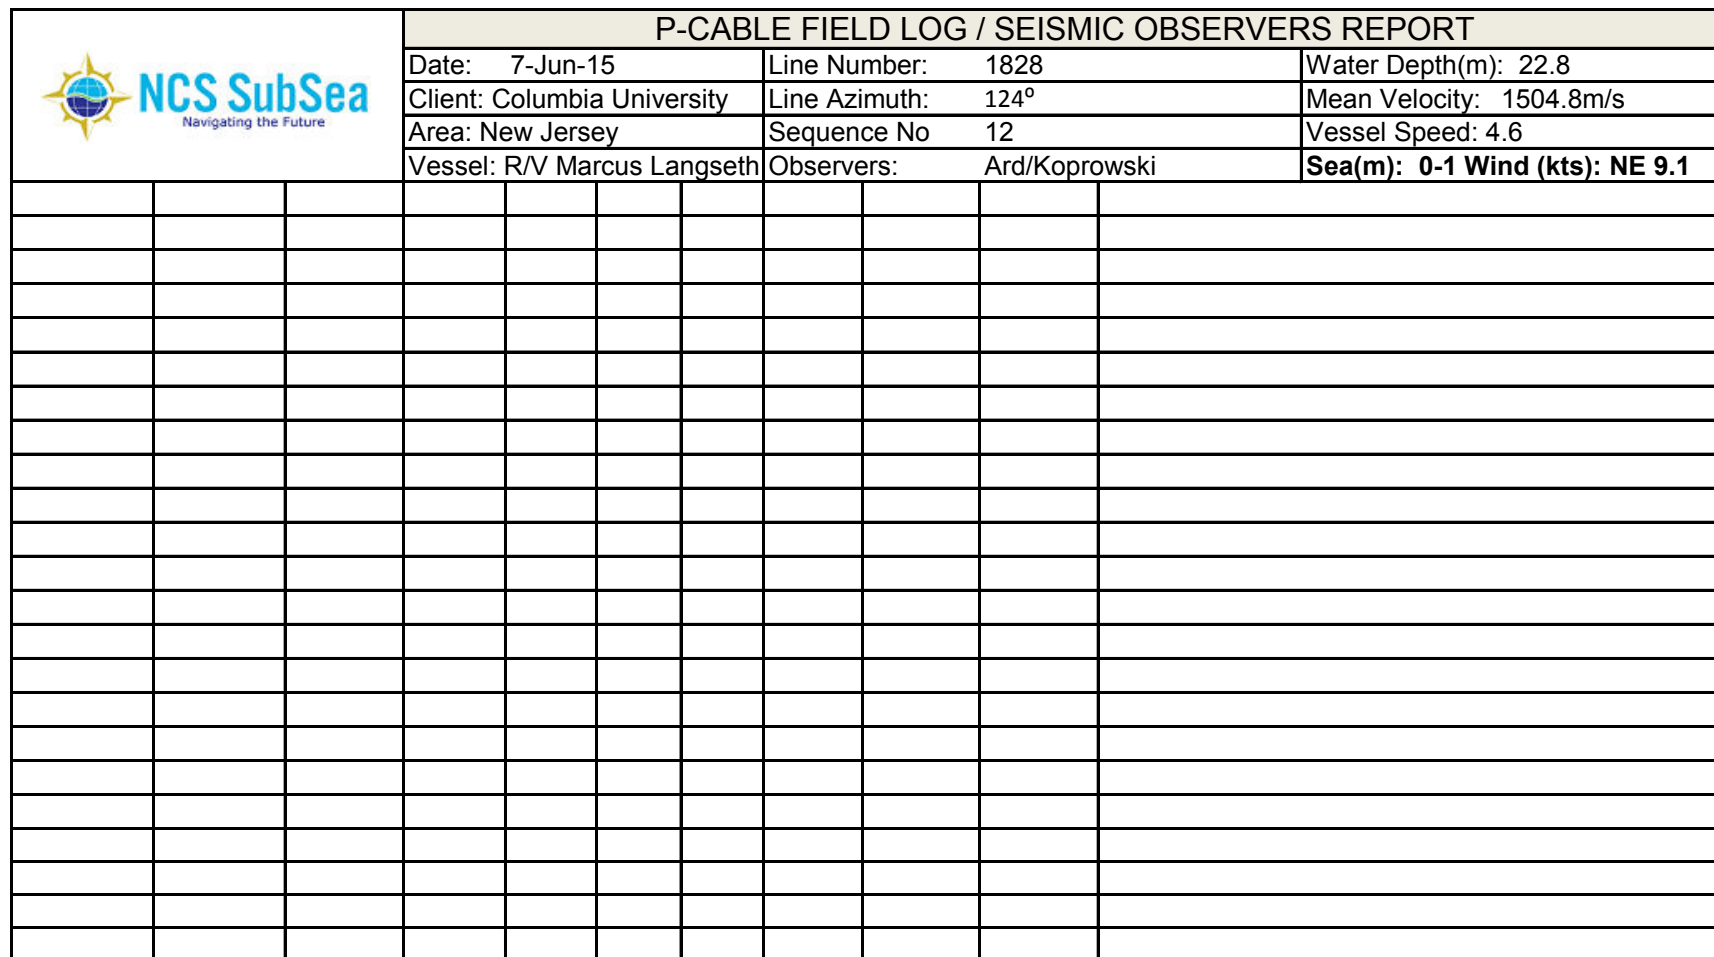 P-CABLE FIELD LOG / SEISMIC OBSERVERS REPORT
NCS SubSea
Navigating the Future
Date: 7-Jun-15 Line Number: 1828 Water Depth(m): 22.8
Client: Columbia University Line Azimuth: 124º Mean Velocity: 1504.8m/s
Area: New Jersey Sequence No 12 Vessel Speed: 4.6
Vessel: R/V Marcus Langseth Observers: Ard/Koprowski Sea(m): 0-1 Wind (kts): NE 9.1